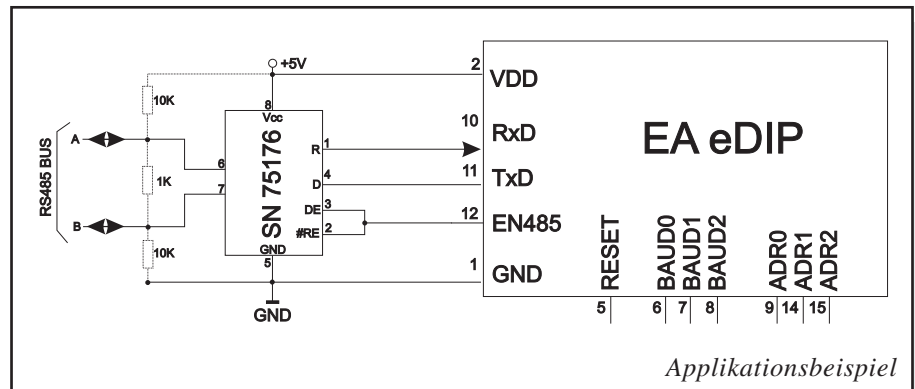 +5V
2
VDD
10K
8
Vcc
10
RxD
EA eDIP
A
R
1
6
11
TxD
RS485 BUS
1K
SN 75176
D
4
7
DE
3
12
EN485
B
#RE
2
10K
GND
5
1
GND
GND
RESET
BAUD0
BAUD1
BAUD2
ADR0
ADR1
ADR2
5
6
7
8
9
14
15
Applikationsbeispiel